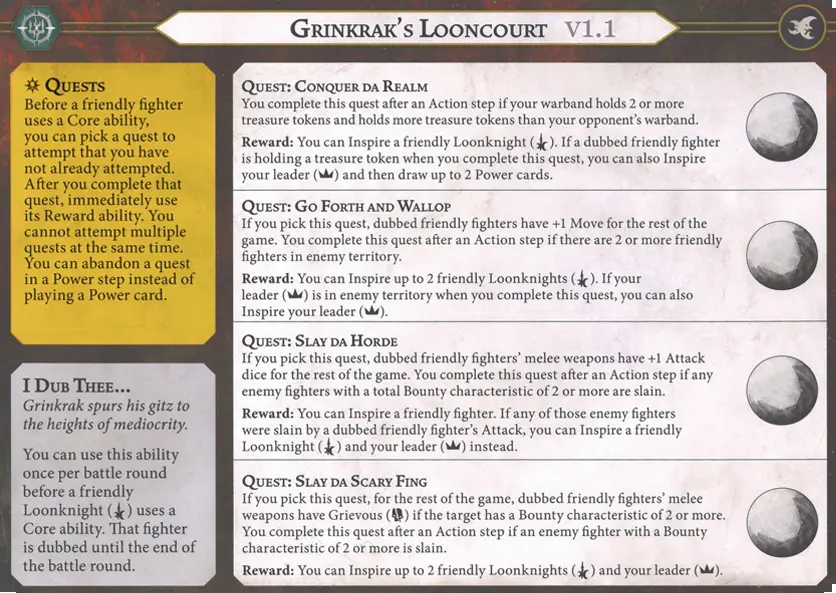 Grinkrak's Looncourt v1.1
Quests
Before a friendly fighter
uses a Core ability,
you can pick a quest to
attempt that you have
not already attempted.
After you complete that
quest, immediately use
its Reward ability. You
cannot attempt multiple
quests at the same time.
You can abandon a quest
in a Power step instead of
playing a Power card.
I Dub Thee...
Grinkrak spurs his gitz to
the heights of mediocrity.
You can use this ability
once per battle round
before a friendly
Loonknight () uses a
Core ability. That fighter
is dubbed until the end of
the battle round.
Quest: Conquer da Realm
You complete this quest after an Action step if your warband holds 2 or more
treasure tokens and holds more treasure tokens than your opponent's warband.
Reward: You can Inspire a friendly Loonknight (). If a dubbed friendly fighter
is holding a treasure token when you complete this quest, you can also Inspire
your leader () and then draw up to 2 Power cards.
Quest: Go Forth and Wallop
If you pick this quest, dubbed friendly fighters have +1 Move for the rest of the
game. You complete this quest after an Action step if there are 2 or more friendly
fighters in enemy territory.
Reward: You can Inspire up to 2 friendly Loonknights (). If your
leader () is in enemy territory when you complete this quest, you can also
Inspire your leader ().
Quest: Slay da Horde
If you pick this quest, dubbed friendly fighters' melee weapons have +1 Attack
dice for the rest of the game. You complete this quest after an Action step if any
enemy fighters with a total Bounty characteristic of 2 or more are slain.
Reward: You can Inspire a friendly fighter. If any of those enemy fighters
were slain by a dubbed friendly fighter's Attack, you can Inspire a friendly
Loonknight () and your leader () instead.
Quest: Slay da Scary Fing
If you pick this quest, for the rest of the game, dubbed friendly fighters' melee
weapons have Grievous () if the target has a Bounty characteristic of 2 or more.
You complete this quest after an Action step if an enemy fighter with a Bounty
characteristic of 2 or more is slain.
Reward: You can Inspire up to 2 friendly Loonknights () and your leader ().